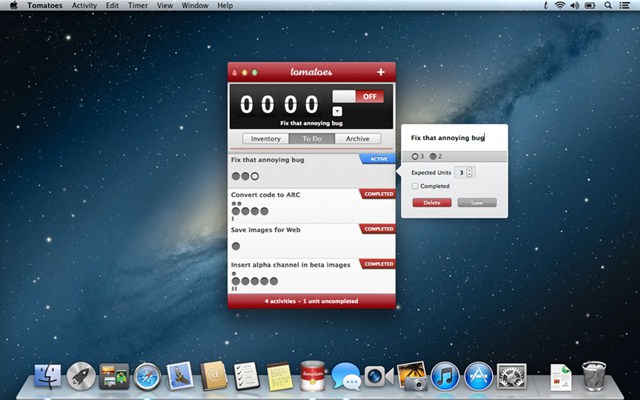 Tomatoes Activity Edit Timer View Window Help
tomatoes
0 0 0 0
OFF
Fix that annoying bug
Inventory To Do Archive
Fix that annoying bug
ACTIVE
Convert code to ARC
COMPLETED
Save images for Web
COMPLETED
Insert alpha channel in beta images
COMPLETED
4 activities – 1 unit uncompleted
Fix that annoying bug
3 2
Expected Units 3
Completed
Delete Save